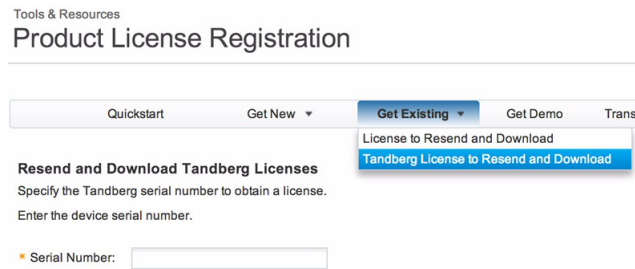 Tools & Resources
Product License Registration
Quickstart Get New Get Existing Get Demo Trans
License to Resend and Download
Tandberg License to Resend and Download
Resend and Download Tandberg Licenses
Specify the Tandberg serial number to obtain a license.
Enter the device serial number.
* Serial Number: